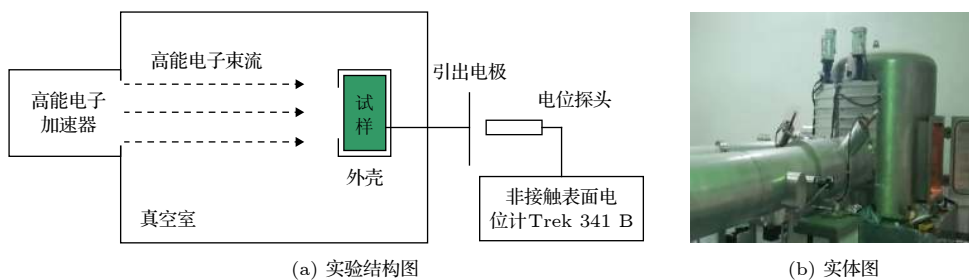 高能电子束流
高能电子
加速器
试
样
外壳
真空室
引出电极
电位探头
非接触表面电
位计Trek 341 B
(a) 实验结构图
(b) 实体图